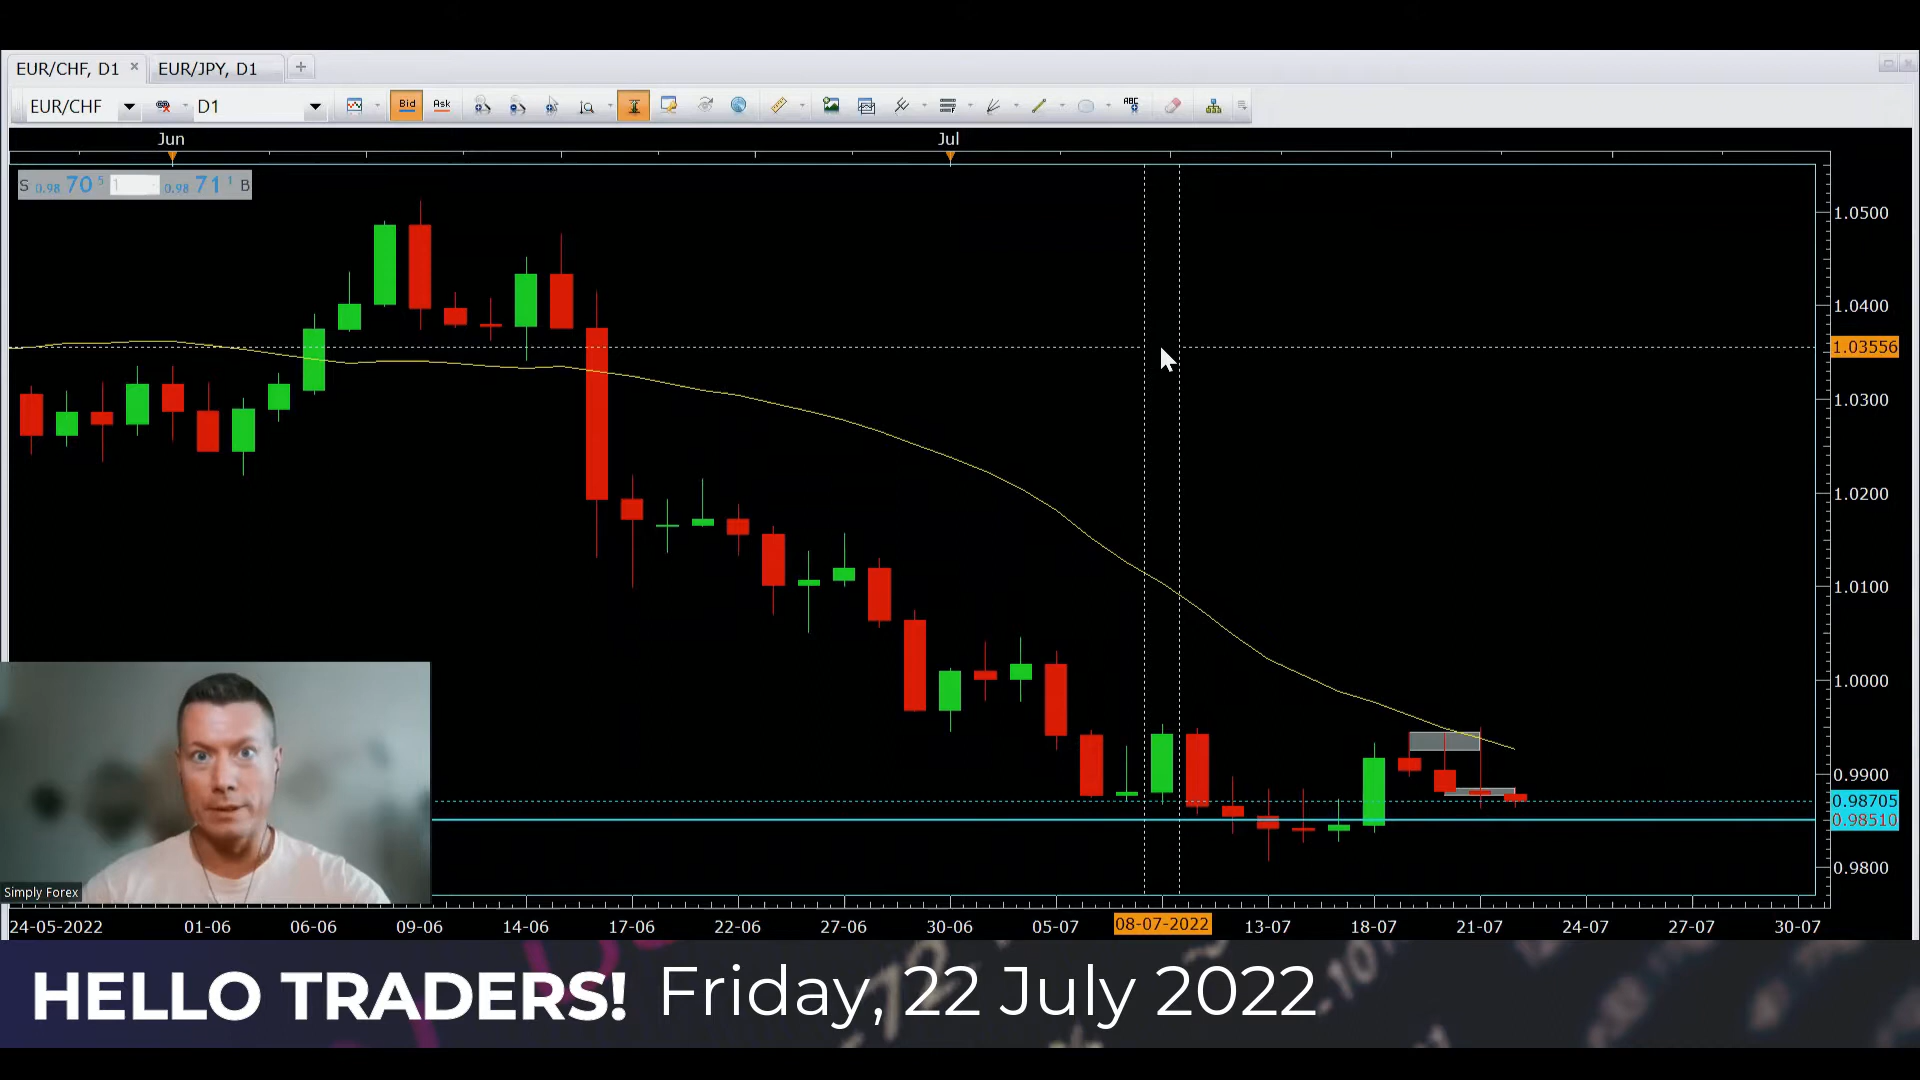 EUR/CHF, D1 × EUR/JPY, D1 +
EUR/CHF D1 Bid Ask ABC
Jun Jul
S 0.98 70 5 1 0.98 71 1 B
1.0500
1.0400
1.03556
1.0300
1.0200
1.0100
1.0000
0.9900
0.98705
0.98510
0.9800
Simply Forex
24-05-2022 01-06 06-06 09-06 14-06 17-06 22-06 27-06 30-06 05-07 08-07-2022 13-07 18-07 21-07 24-07 27-07 30-07
HELLO TRADERS! Friday, 22 July 2022